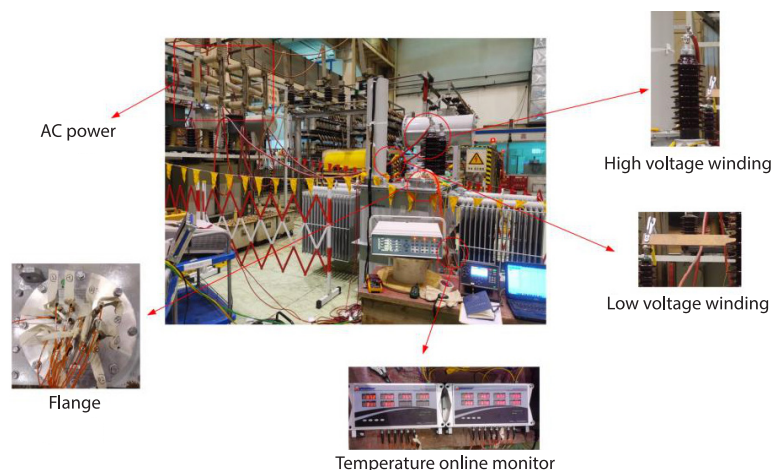 AC power
High voltage winding
Low voltage winding
Flange
Temperature online monitor